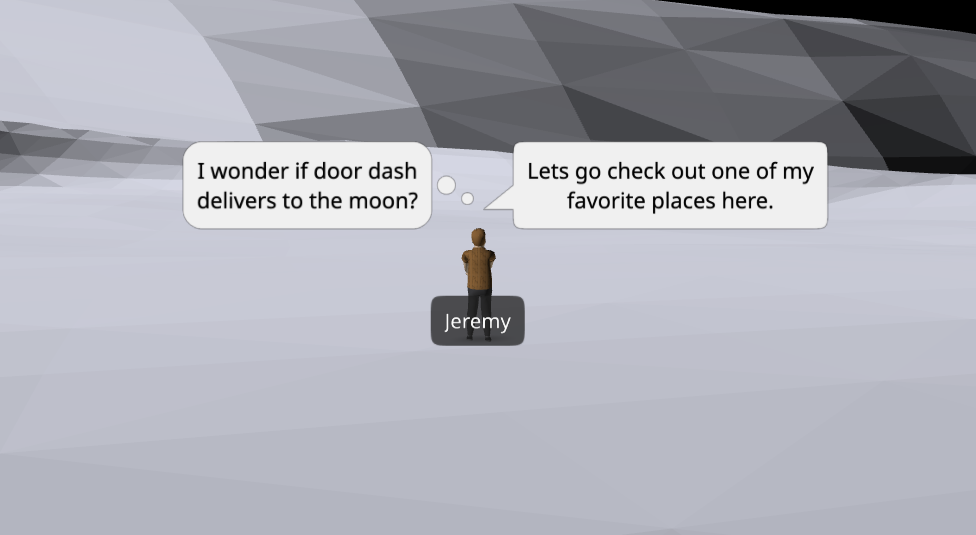 I wonder if door dash
delivers to the moon?
Lets go check out one of my
favorite places here.
Jeremy